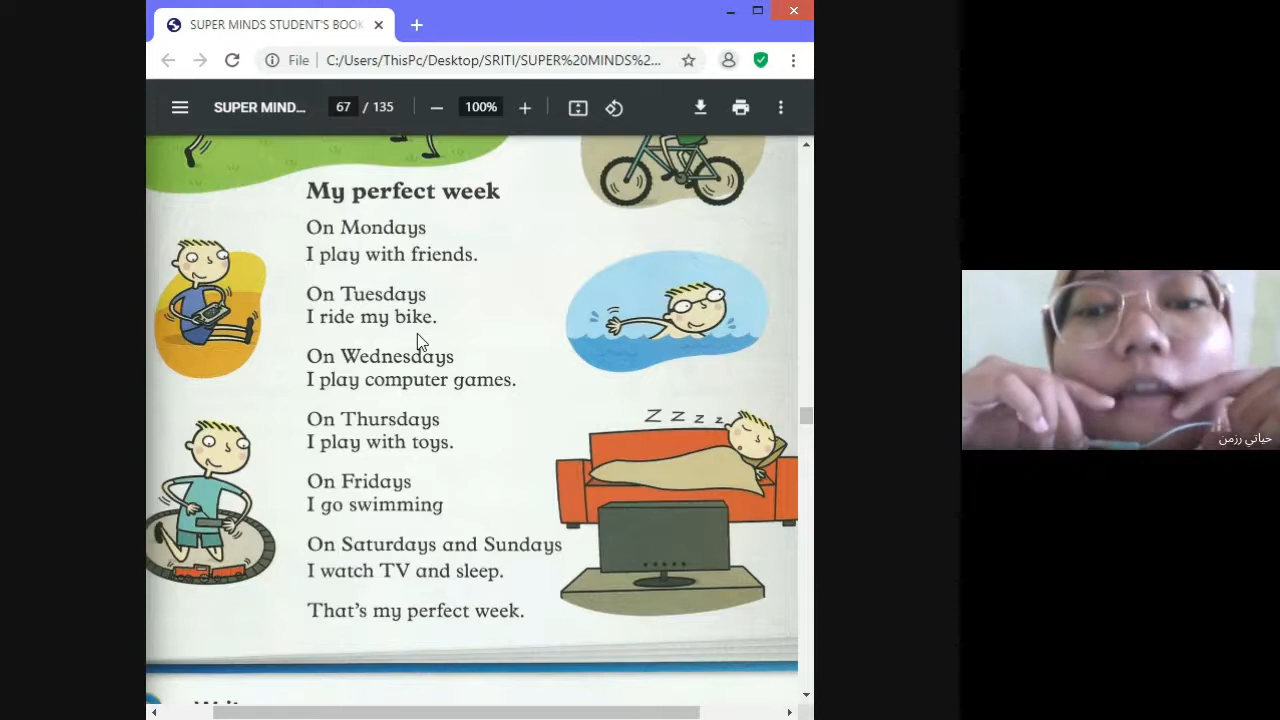 SUPER MINDS STUDENT'S BOOK
File
C:/Users/ThisPc/Desktop/SRITI/SUPER%20MINDS%2...
SUPER MIND...
67 / 135
100%
My perfect week
On Mondays
I play with friends.
On Tuesdays
I ride my bike.
On Wednesdays
I play computer games.
On Thursdays
I play with toys.
On Fridays
I go swimming
On Saturdays and Sundays
I watch TV and sleep.
That's my perfect week.
Z Z Z z
حياتي رزمن